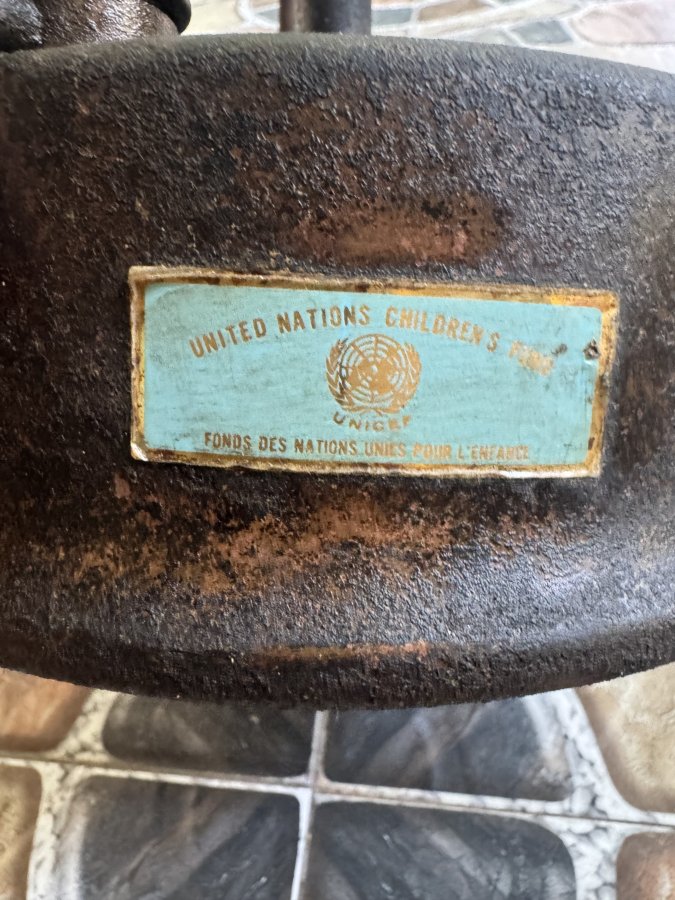 UNITED NATIONS CHILDREN'S FUND
UNICEF
FONDS DES NATIONS UNIES POUR L'ENFANCE